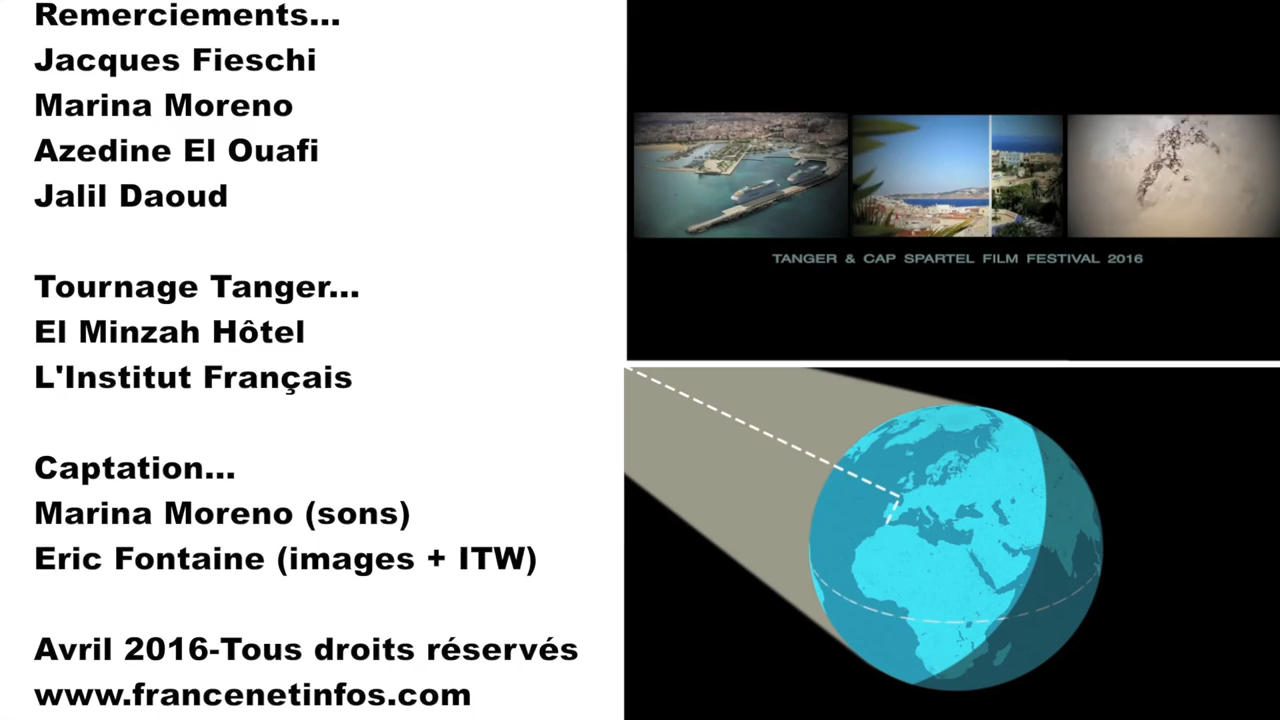 Remerciements...
Jacques Fieschi
Marina Moreno
Azedine El Ouafi
Jalil Daoud
Tournage Tanger...
El Minzah Hôtel
L'Institut Français
Captation...
Marina Moreno (sons)
Eric Fontaine (images + ITW)
Avril 2016-Tous droits réservés
www.francenetinfos.com
TANGER & CAP SPARTEL FILM FESTIVAL 2016